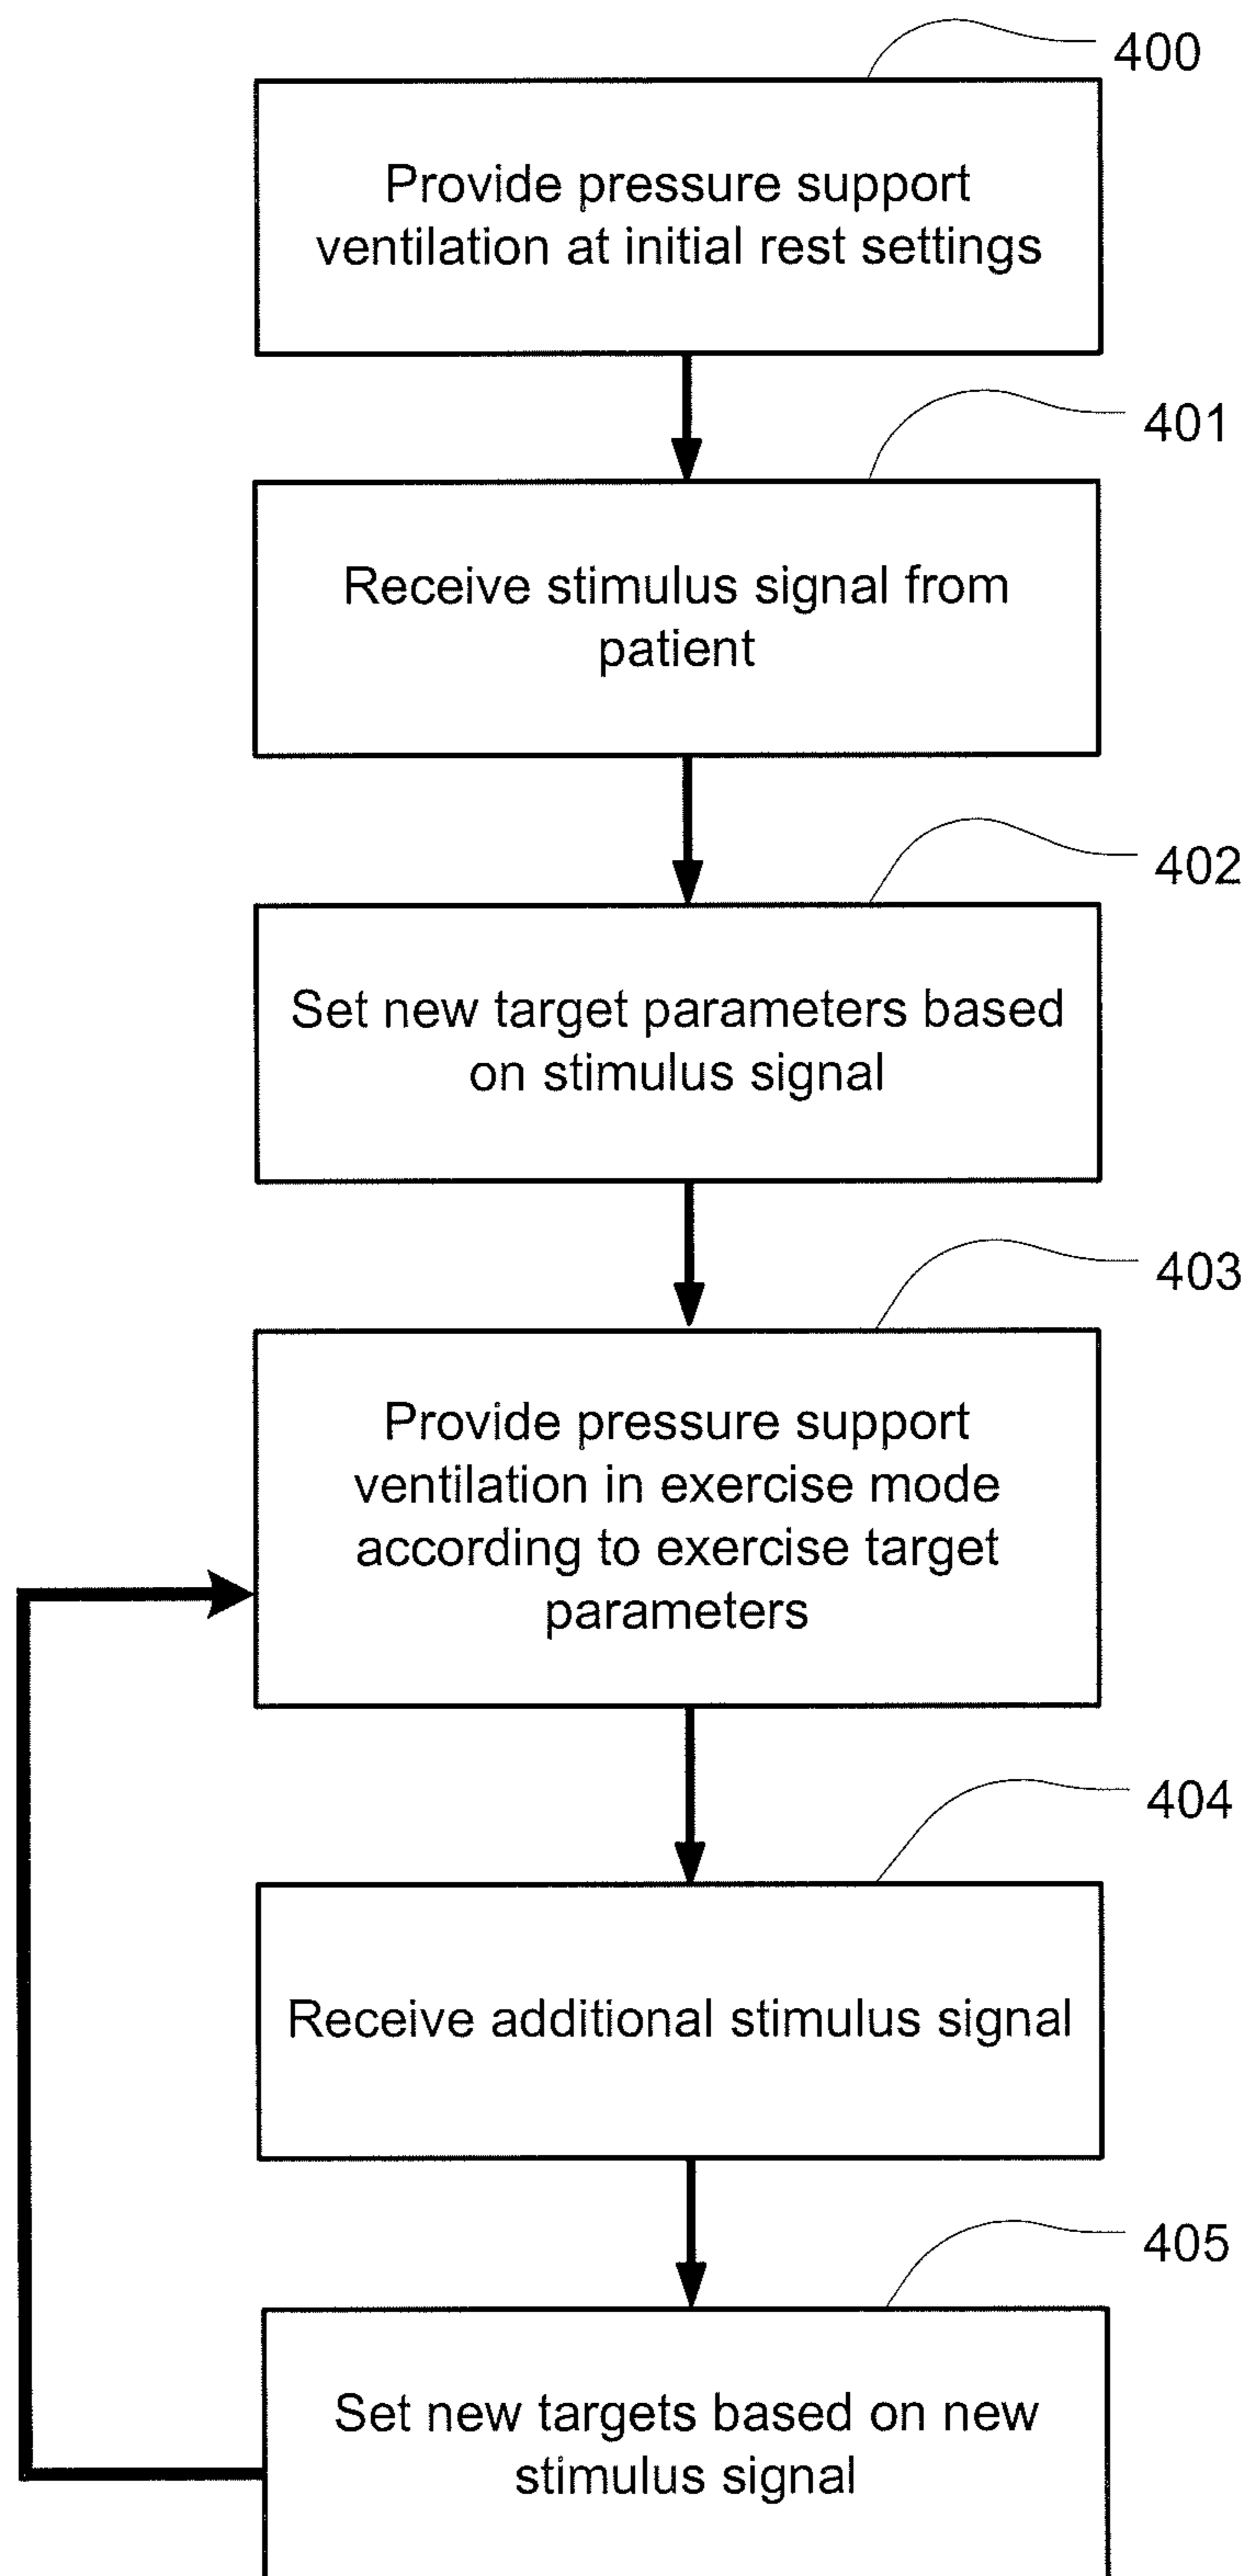 400
Provide pressure support
ventilation at initial rest settings
401
Receive stimulus signal from
patient
402
Set new target parameters based
on stimulus signal
403
Provide pressure support
ventilation in exercise mode
according to exercise target
parameters
404
Receive additional stimulus signal
405
Set new targets based on new
stimulus signal